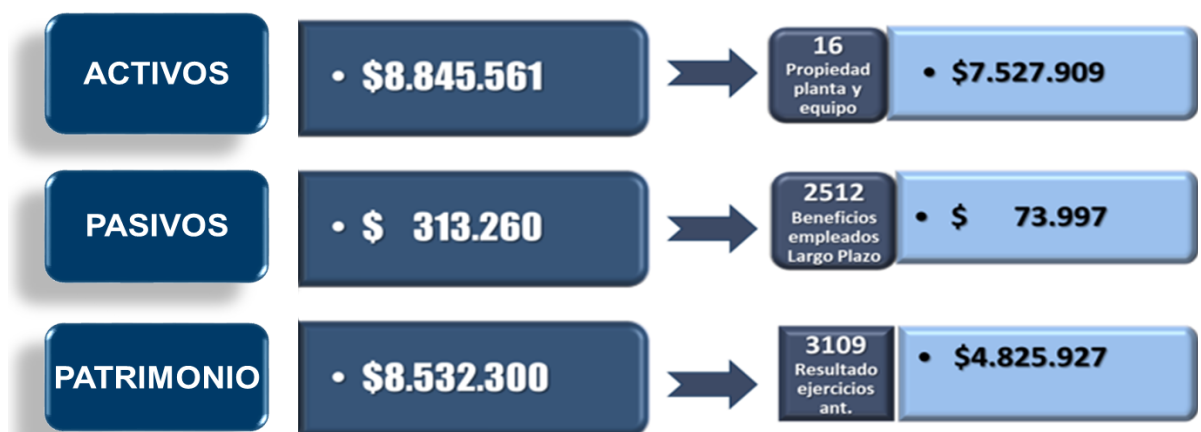 ACTIVOS
• $8.845.561
16
Propiedad
planta y
equipo
• $7.527.909
PASIVOS
• $ 313.260
2512
Beneficios
empleados
Largo Plazo
• $ 73.997
PATRIMONIO
• $8.532.300
3109
Resultado
ejercicios
ant.
• $4.825.927